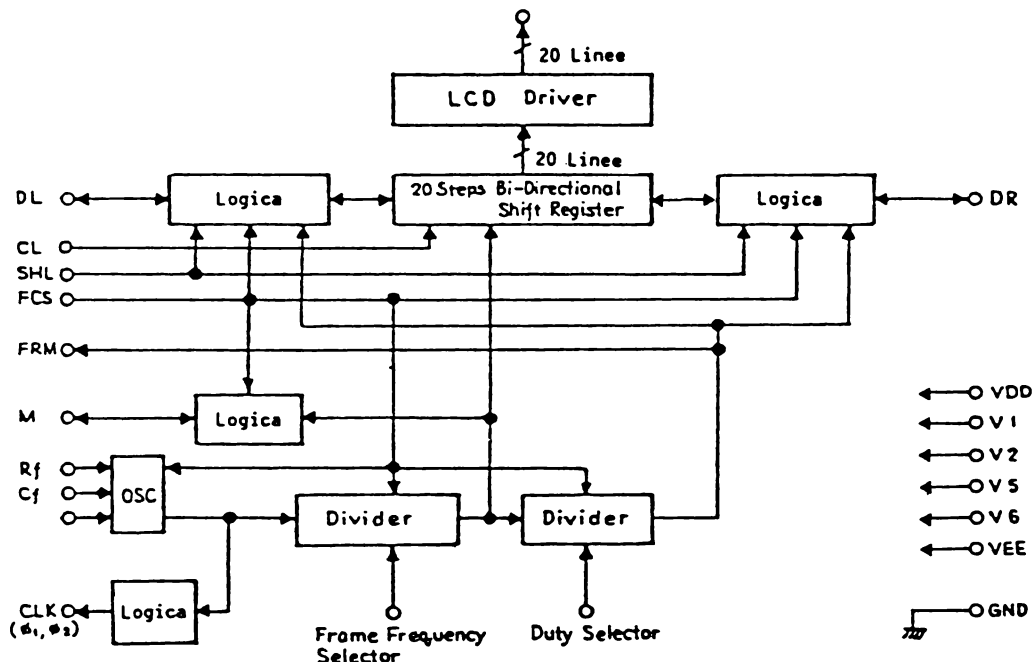 20 Linee
LCD Driver
20 Linee
DL
Logica
20 Steps Bi-Directional
Shift Register
Logica
DR
CL
SHL
FCS
FRM
M
Logica
VDD
V1
V2
V5
V6
VEE
Rf
Cf
OSC
Divider
Divider
CLK
(ø1, ø2)
Logica
Frame Frequency
Selector
Duty Selector
GND